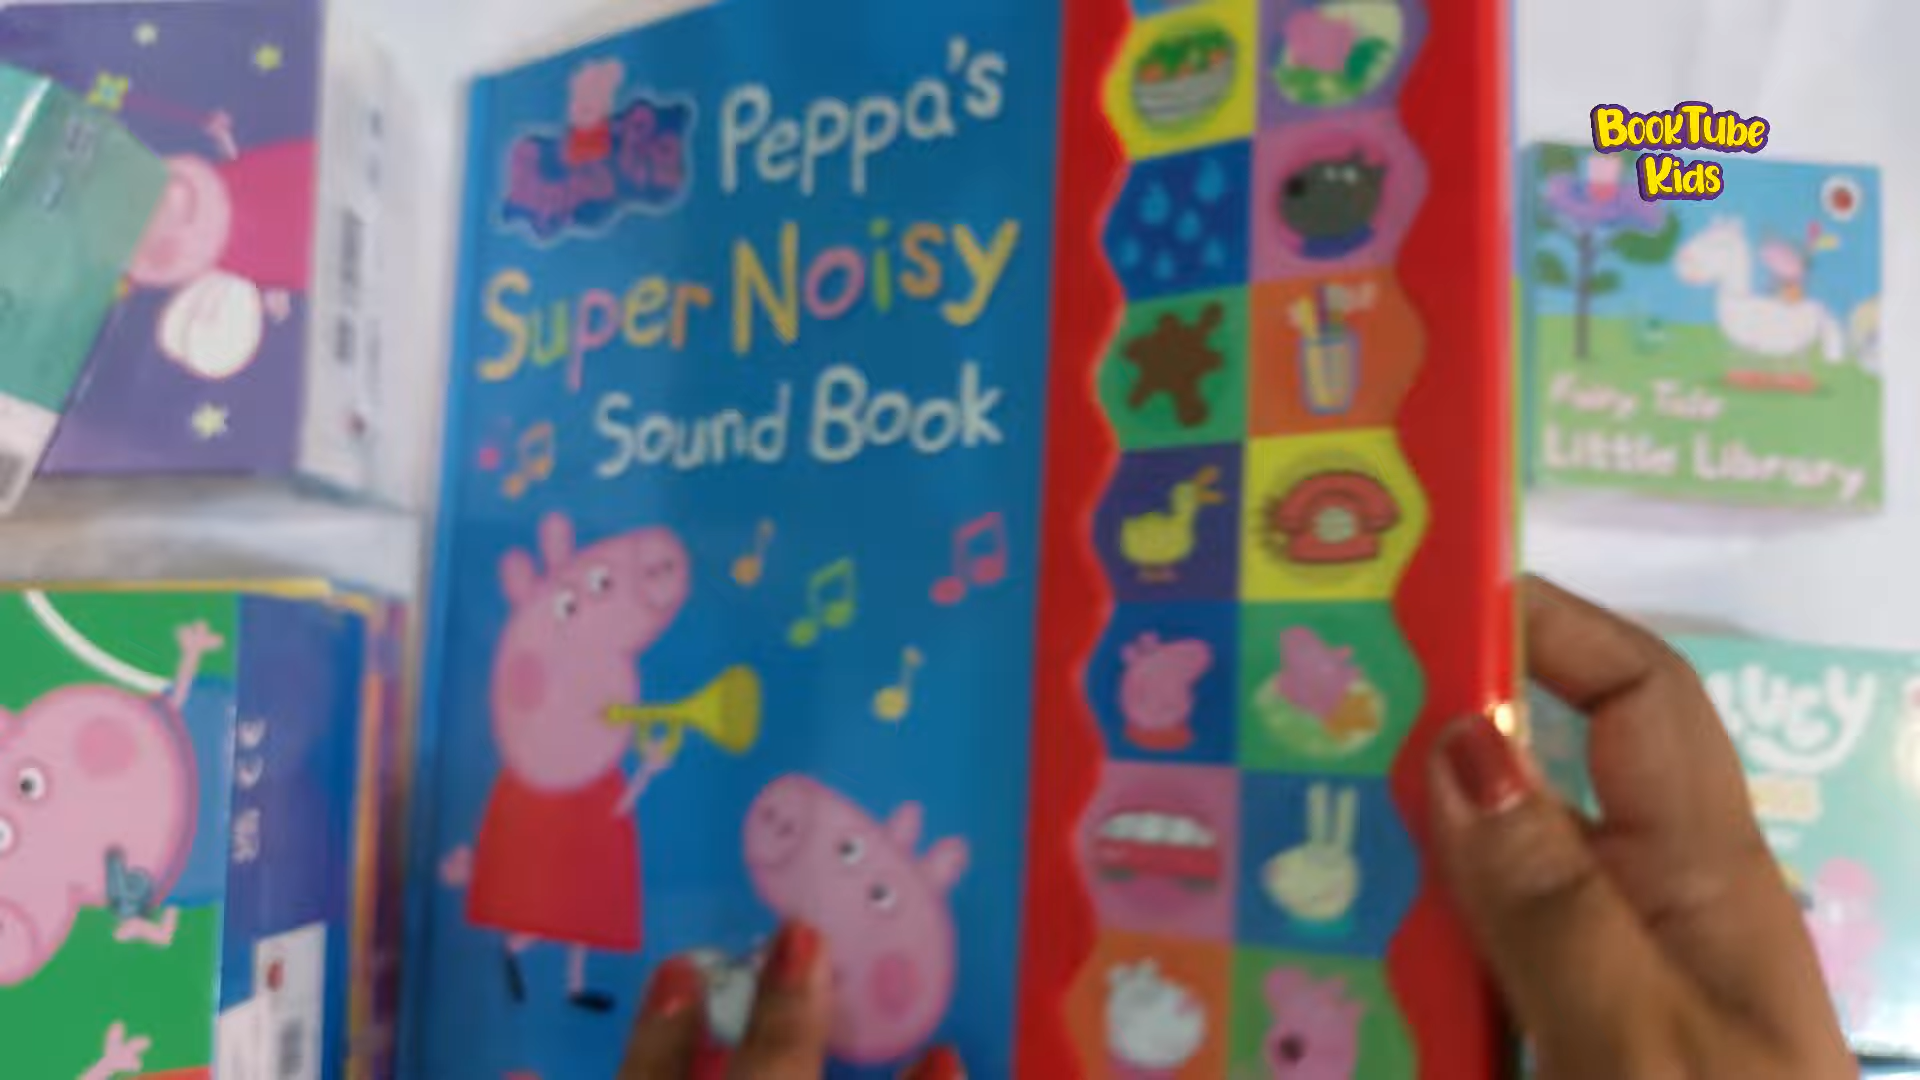 BookTube
Kids
Peppa's
Super Noisy
Sound Book
Fairy Tale
Little Library